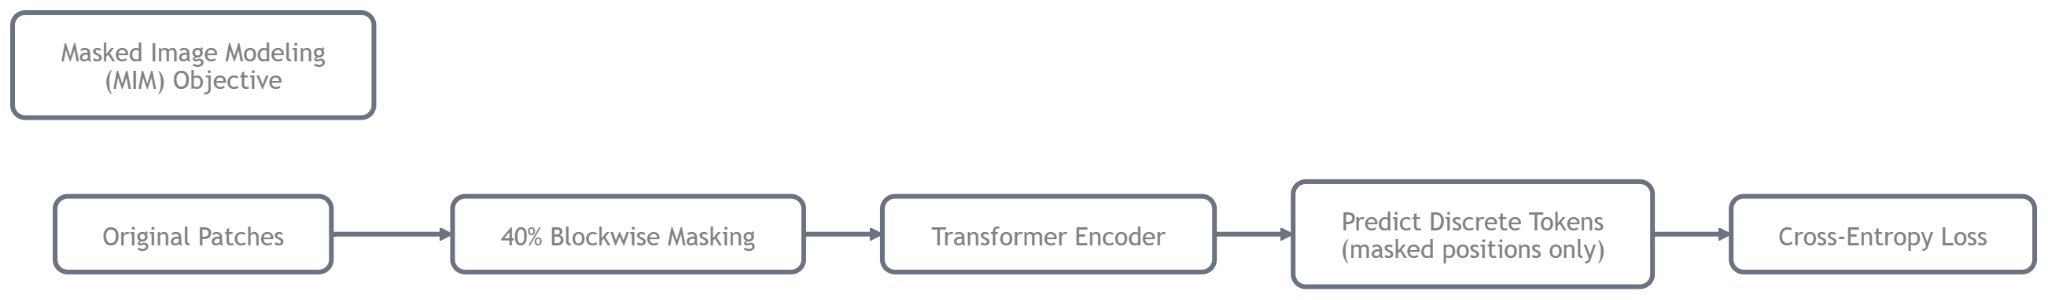 Masked Image Modeling
(MIM) Objective
Original Patches
40% Blockwise Masking
Transformer Encoder
Predict Discrete Tokens
(masked positions only)
Cross-Entropy Loss